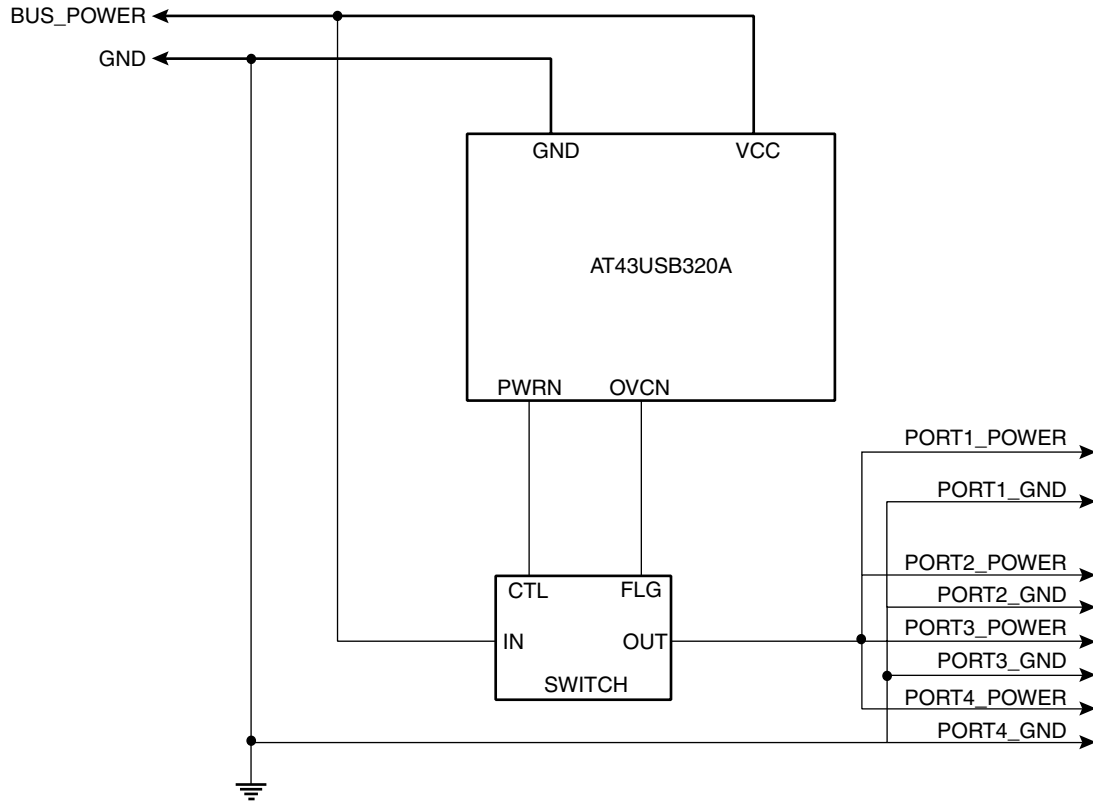 BUS_POWER
GND
GND VCC
AT43USB320A
PWRN OVCN
PORT1_POWER
PORT1_GND
PORT2_POWER
CTL FLG
PORT2_GND
PORT3_POWER
IN OUT
PORT3_GND
SWITCH
PORT4_POWER
PORT4_GND